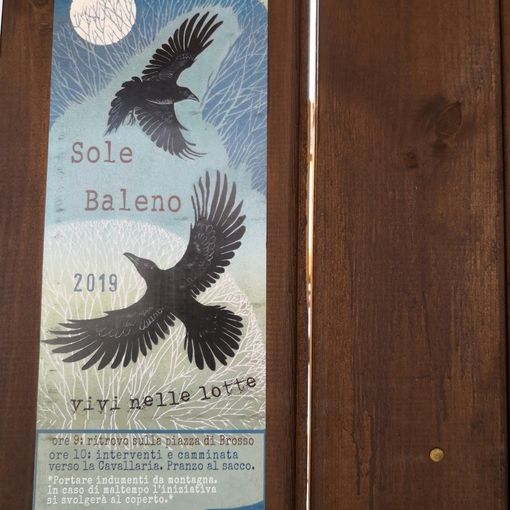 Sole
Baleno
2019
vivi nelle lotte
ore 9: ritrovo sulla piazza di Brosso
ore 10: interventi e camminata
verso la Cavallaria. Pranzo al sacco.
*Portare indumenti da montagna.
In caso di maltempo l'iniziativa
si svolgerà al coperto.*